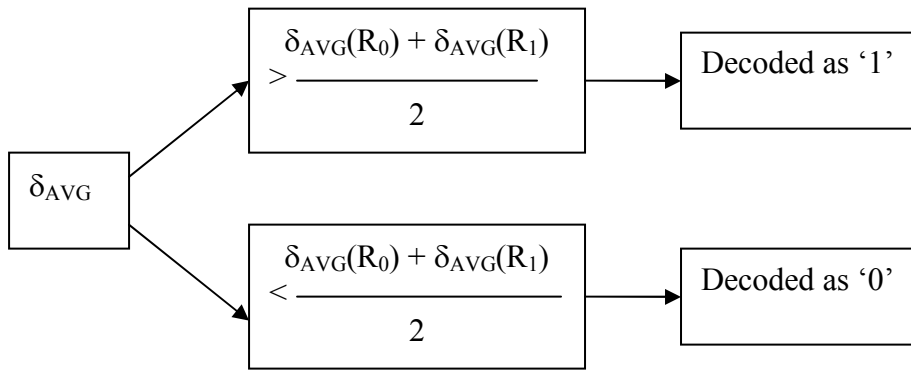 δAVG(R0) + δAVG(R1)
>
2
Decoded as ‘1’
δAVG
δAVG(R0) + δAVG(R1)
<
2
Decoded as ‘0’